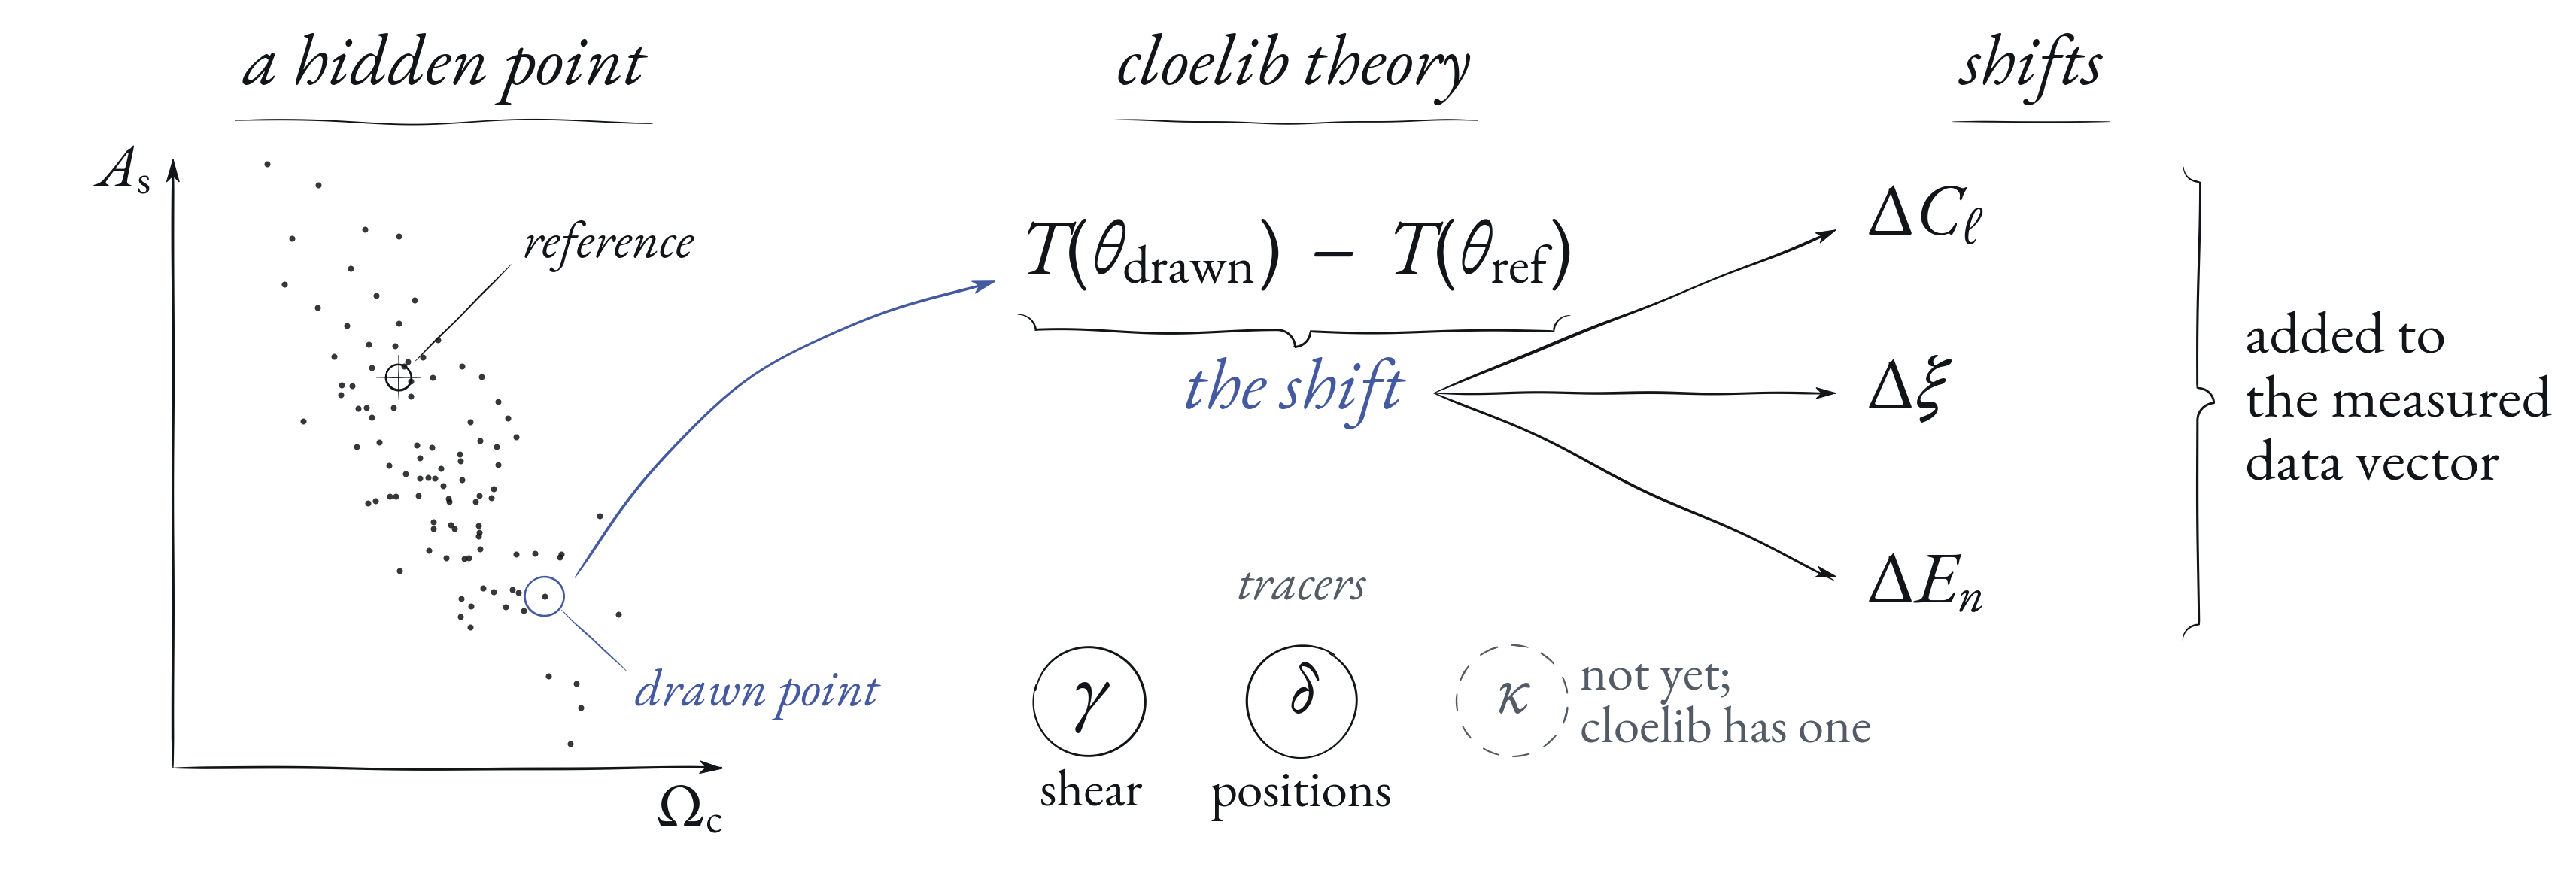 a hidden point
cloelib theory
shifts
A_s
reference
T(θ_drawn) – T(θ_ref)
the shift
ΔC_ℓ
Δξ
ΔE_n
added to
the measured
data vector
drawn point
Ω_c
tracers
γ
shear
δ
positions
κ
not yet;
cloelib has one